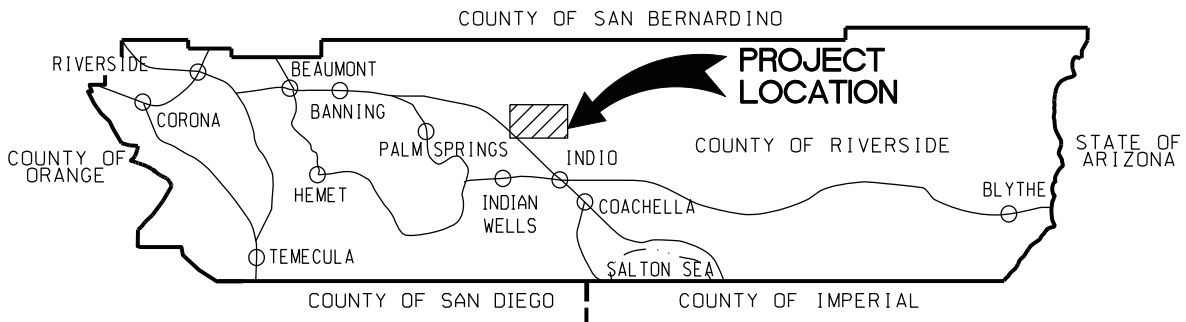 COUNTY OF SAN BERNARDINO
RIVERSIDE
BEAUMONT
PROJECT
LOCATION
BANNING
CORONA
PALM SPRINGS
INDIO
COUNTY OF RIVERSIDE
STATE OF
ARIZONA
COUNTY OF
ORANGE
HEMET
INDIAN
WELLS
COACHELLA
BLYTHE
TEMECULA
SALTON SEA
COUNTY OF SAN DIEGO
COUNTY OF IMPERIAL